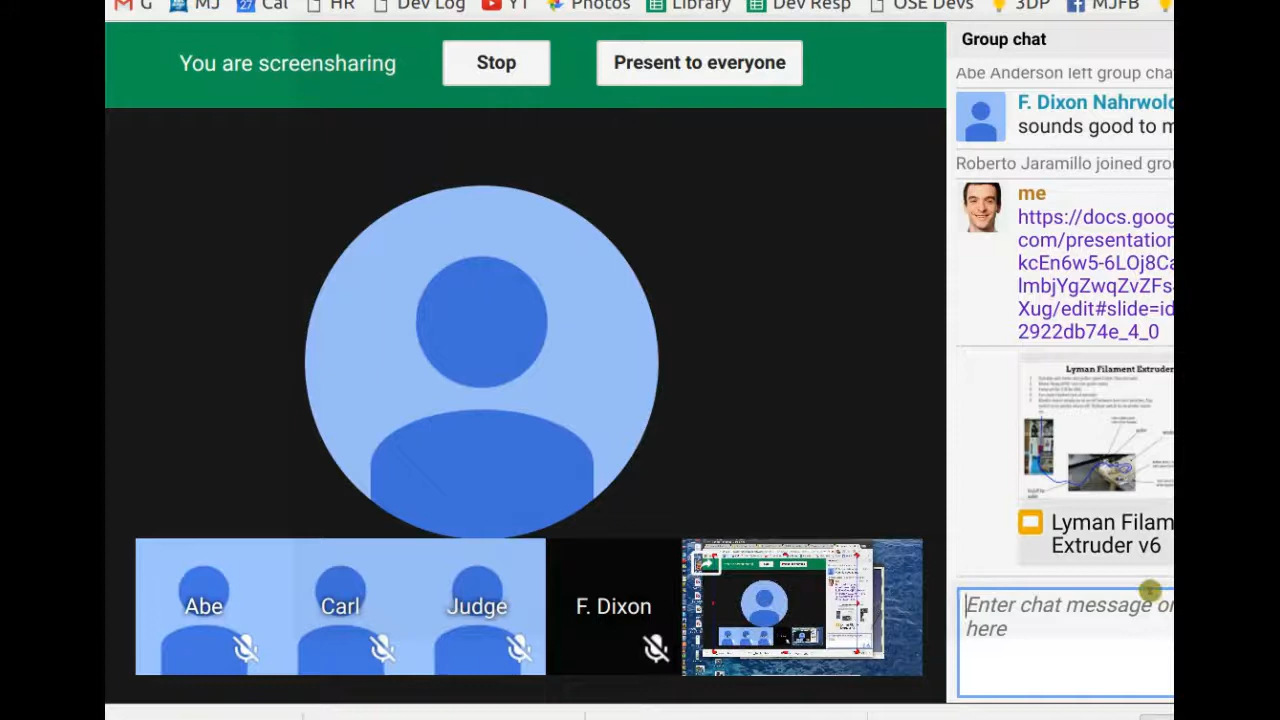 G MJ Cal HR Dev Log YT Photos Library Dev Resp OSE Devs 3DP MJFB
You are screensharing
Stop
Present to everyone
Group chat
Abe Anderson left group cha
F. Dixon Nahrwold
sounds good to m
Roberto Jaramillo joined gro
me
https://docs.goog
com/presentation
kcEn6w5-6LOj8Ca
lmbjYgZwqZvZFs
Xug/edit#slide=id
2922db74e_4_0
Lyman Filament Extruder
Lyman Filam
Extruder v6
Enter chat message or
here
Abe
Carl
Judge
F. Dixon